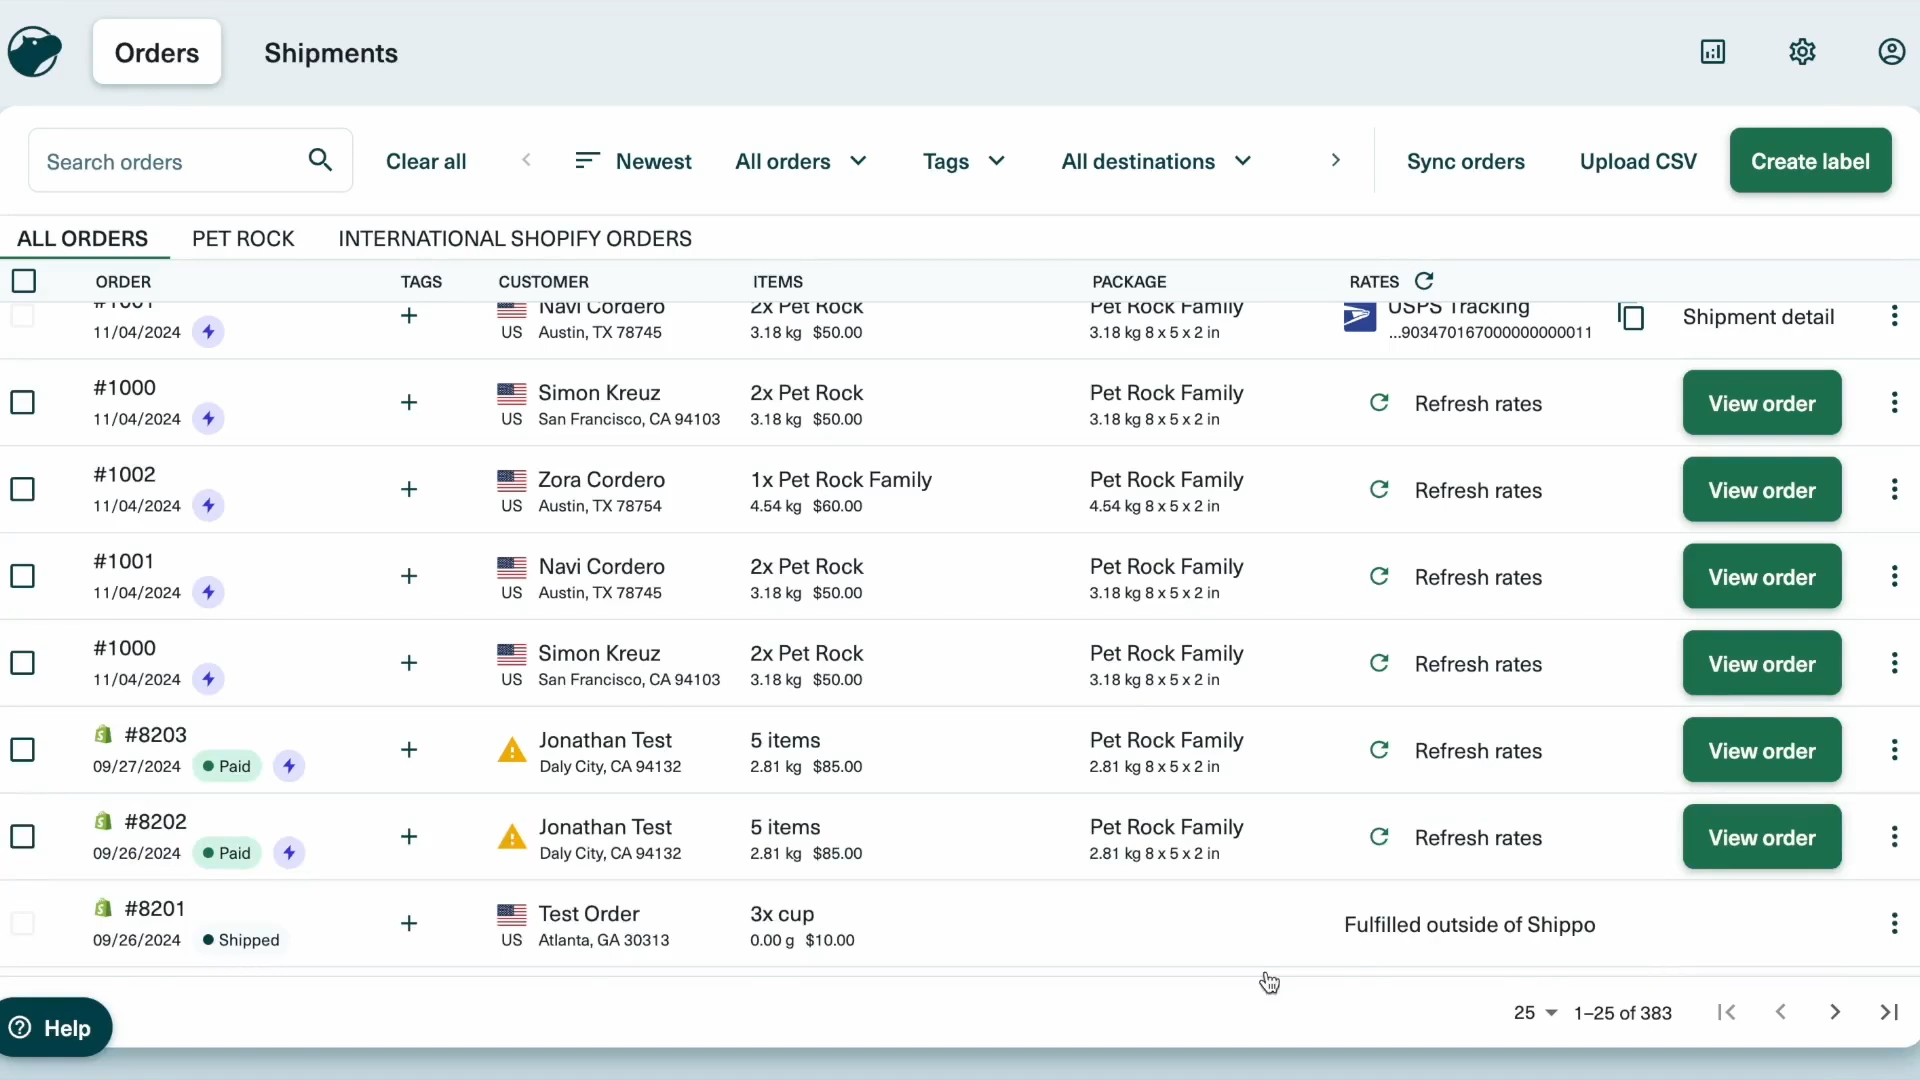 Orders
Shipments
Search orders
Clear all
Newest
All orders
Tags
All destinations
Sync orders
Upload CSV
Create label
ALL ORDERS
PET ROCK
INTERNATIONAL SHOPIFY ORDERS
ORDER TAGS CUSTOMER ITEMS PACKAGE RATES
#1001 Navi Cordero 2x Pet Rock Pet Rock Family USPS Tracking Shipment detail
11/04/2024 US Austin, TX 78745 3.18 kg $50.00 3.18 kg 8 x 5 x 2 in ...903470167000000000011
#1000 Simon Kreuz 2x Pet Rock Pet Rock Family Refresh rates View order
11/04/2024 US San Francisco, CA 94103 3.18 kg $50.00 3.18 kg 8 x 5 x 2 in
#1002 Zora Cordero 1x Pet Rock Family Pet Rock Family Refresh rates View order
11/04/2024 US Austin, TX 78754 4.54 kg $60.00 4.54 kg 8 x 5 x 2 in
#1001 Navi Cordero 2x Pet Rock Pet Rock Family Refresh rates View order
11/04/2024 US Austin, TX 78745 3.18 kg $50.00 3.18 kg 8 x 5 x 2 in
#1000 Simon Kreuz 2x Pet Rock Pet Rock Family Refresh rates View order
11/04/2024 US San Francisco, CA 94103 3.18 kg $50.00 3.18 kg 8 x 5 x 2 in
#8203 Jonathan Test 5 items Pet Rock Family Refresh rates View order
09/27/2024 Paid Daly City, CA 94132 2.81 kg $85.00 2.81 kg 8 x 5 x 2 in
#8202 Jonathan Test 5 items Pet Rock Family Refresh rates View order
09/26/2024 Paid Daly City, CA 94132 2.81 kg $85.00 2.81 kg 8 x 5 x 2 in
#8201 Test Order 3x cup Fulfilled outside of Shippo
09/26/2024 Shipped US Atlanta, GA 30313 0.00 g $10.00
Help
25 1–25 of 383